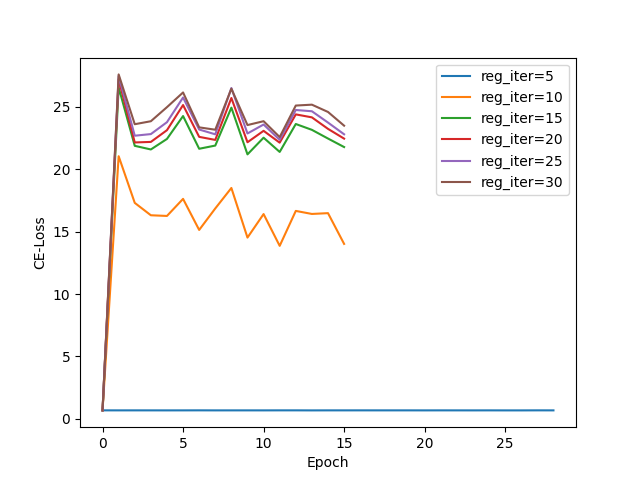 reg_iter=5
reg_iter=10
reg_iter=15
reg_iter=20
reg_iter=25
reg_iter=30
CE-Loss
25
20
15
10
5
0
0 5 10 15 20 25
Epoch